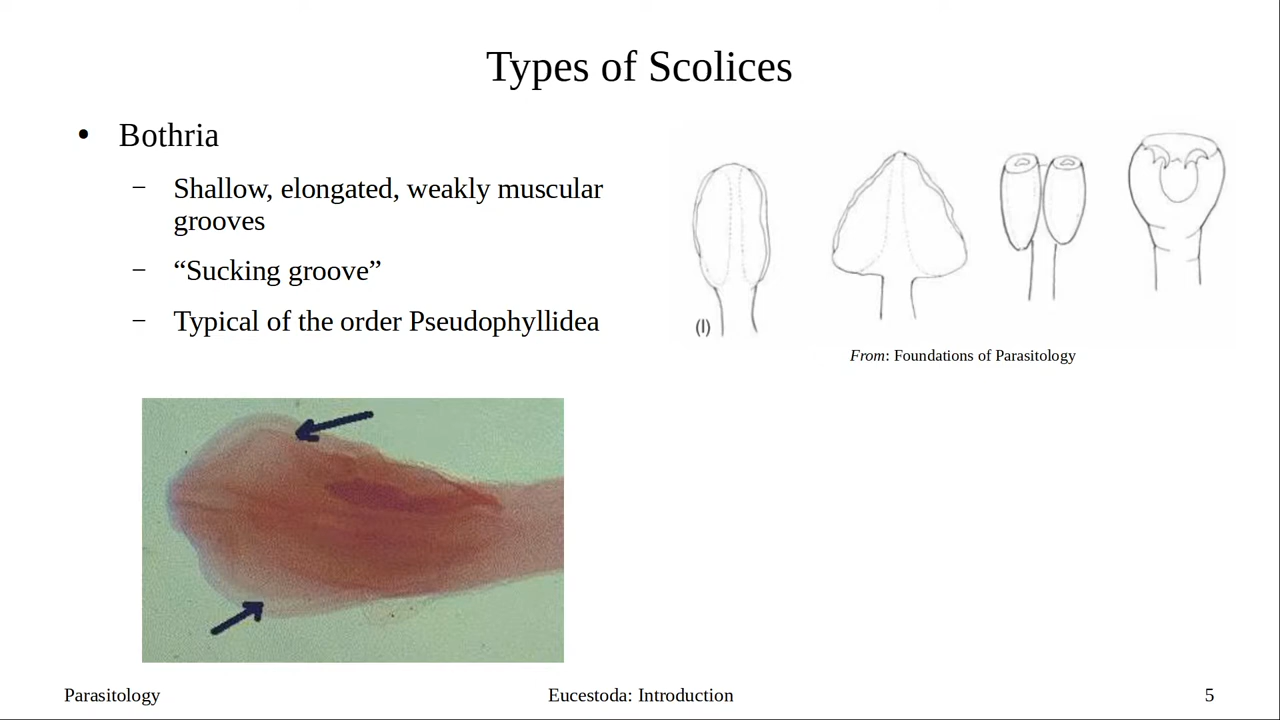 Types of Scolices
• Bothria
– Shallow, elongated, weakly muscular
grooves
– “Sucking groove”
– Typical of the order Pseudophyllidea
(l)
From: Foundations of Parasitology
Parasitology
Eucestoda: Introduction
5